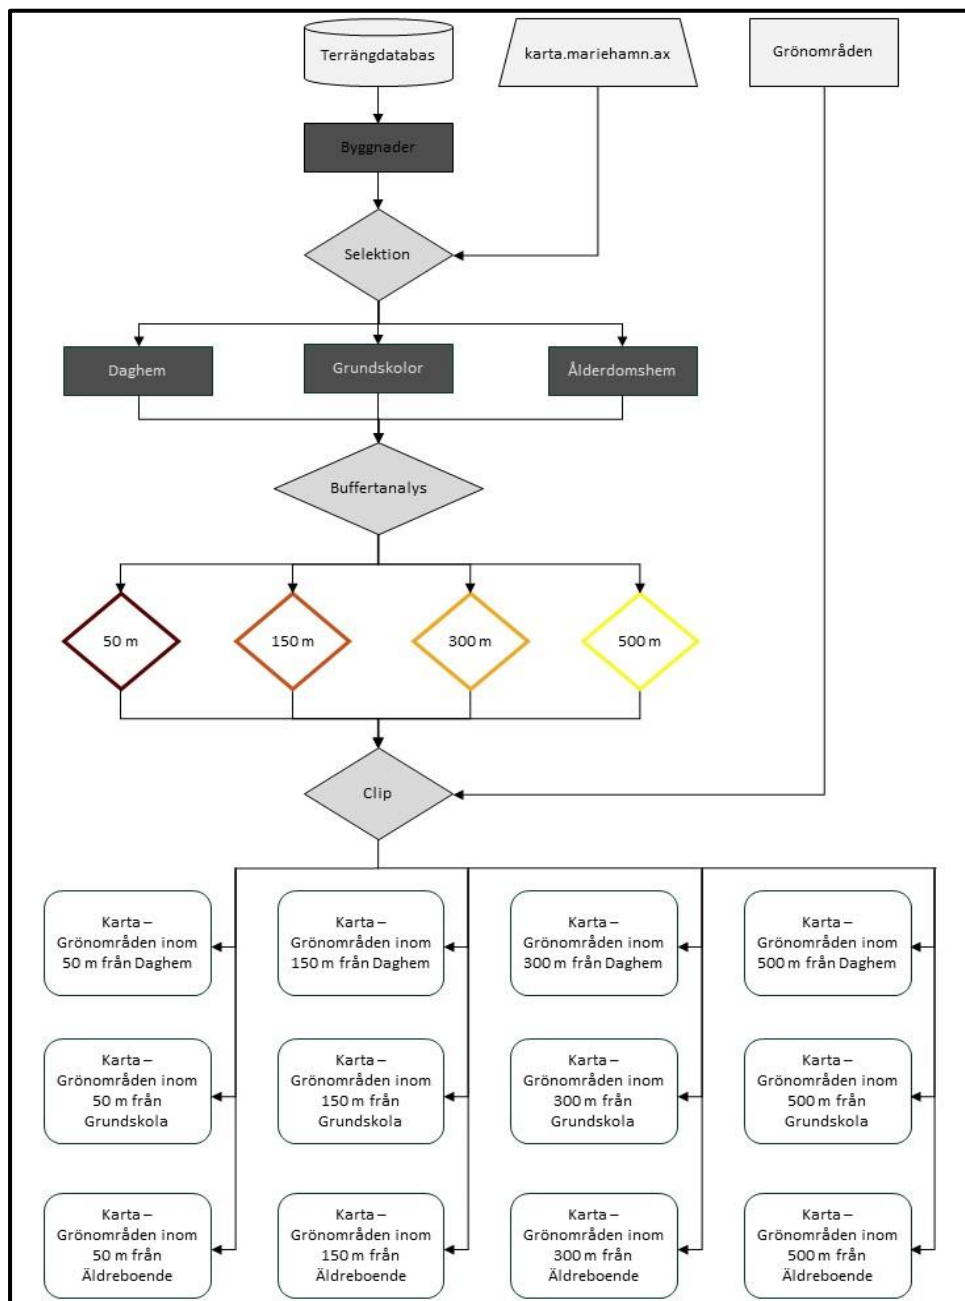 Terrängdatabas
karta.mariehamn.ax
Grönområden
Byggnader
Selektion
Daghem
Grundskolor
Ålderdomshem
Buffertanalys
50 m
150 m
300 m
500 m
Clip
Karta –
Grönområden inom
50 m från Daghem
Karta –
Grönområden inom
150 m från Daghem
Karta –
Grönområden inom
300 m från Daghem
Karta –
Grönområden inom
500 m från Daghem
Karta –
Grönområden inom
50 m från
Grundskola
Karta –
Grönområden inom
150 m från
Grundskola
Karta –
Grönområden inom
300 m från
Grundskola
Karta –
Grönområden inom
500 m från
Grundskola
Karta –
Grönområden inom
50 m från
Äldreboende
Karta –
Grönområden inom
150 m från
Äldreboende
Karta –
Grönområden inom
300 m från
Äldreboende
Karta –
Grönområden inom
500 m från
Äldreboende